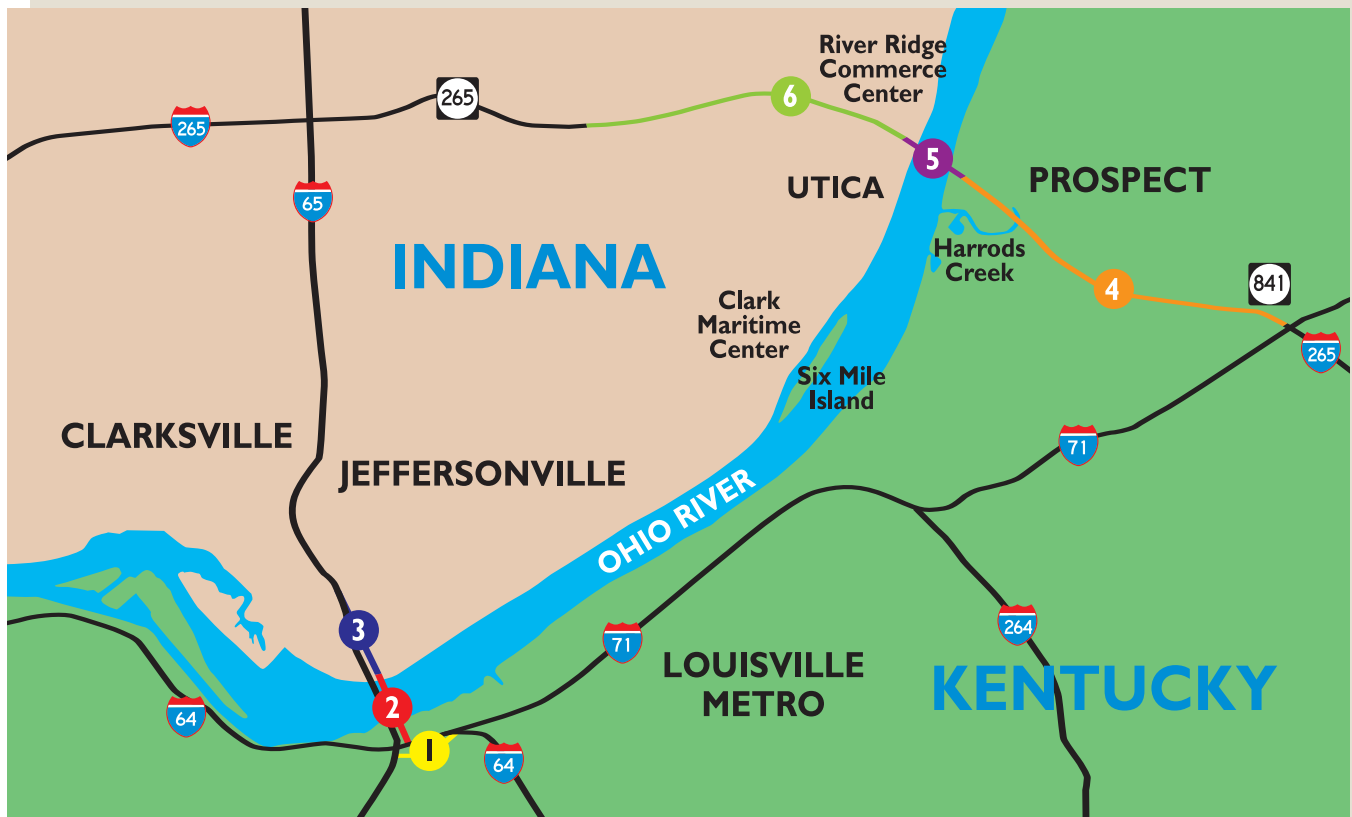 River Ridge
Commerce
Center
6
265
265
5
PROSPECT
UTICA
65
INDIANA
Harrods
Creek
4
841
Clark
Maritime
Center
265
Six Mile
Island
CLARKSVILLE
71
JEFFERSONVILLE
OHIO RIVER
3
71
264
LOUISVILLE
METRO
KENTUCKY
2
64
1
64